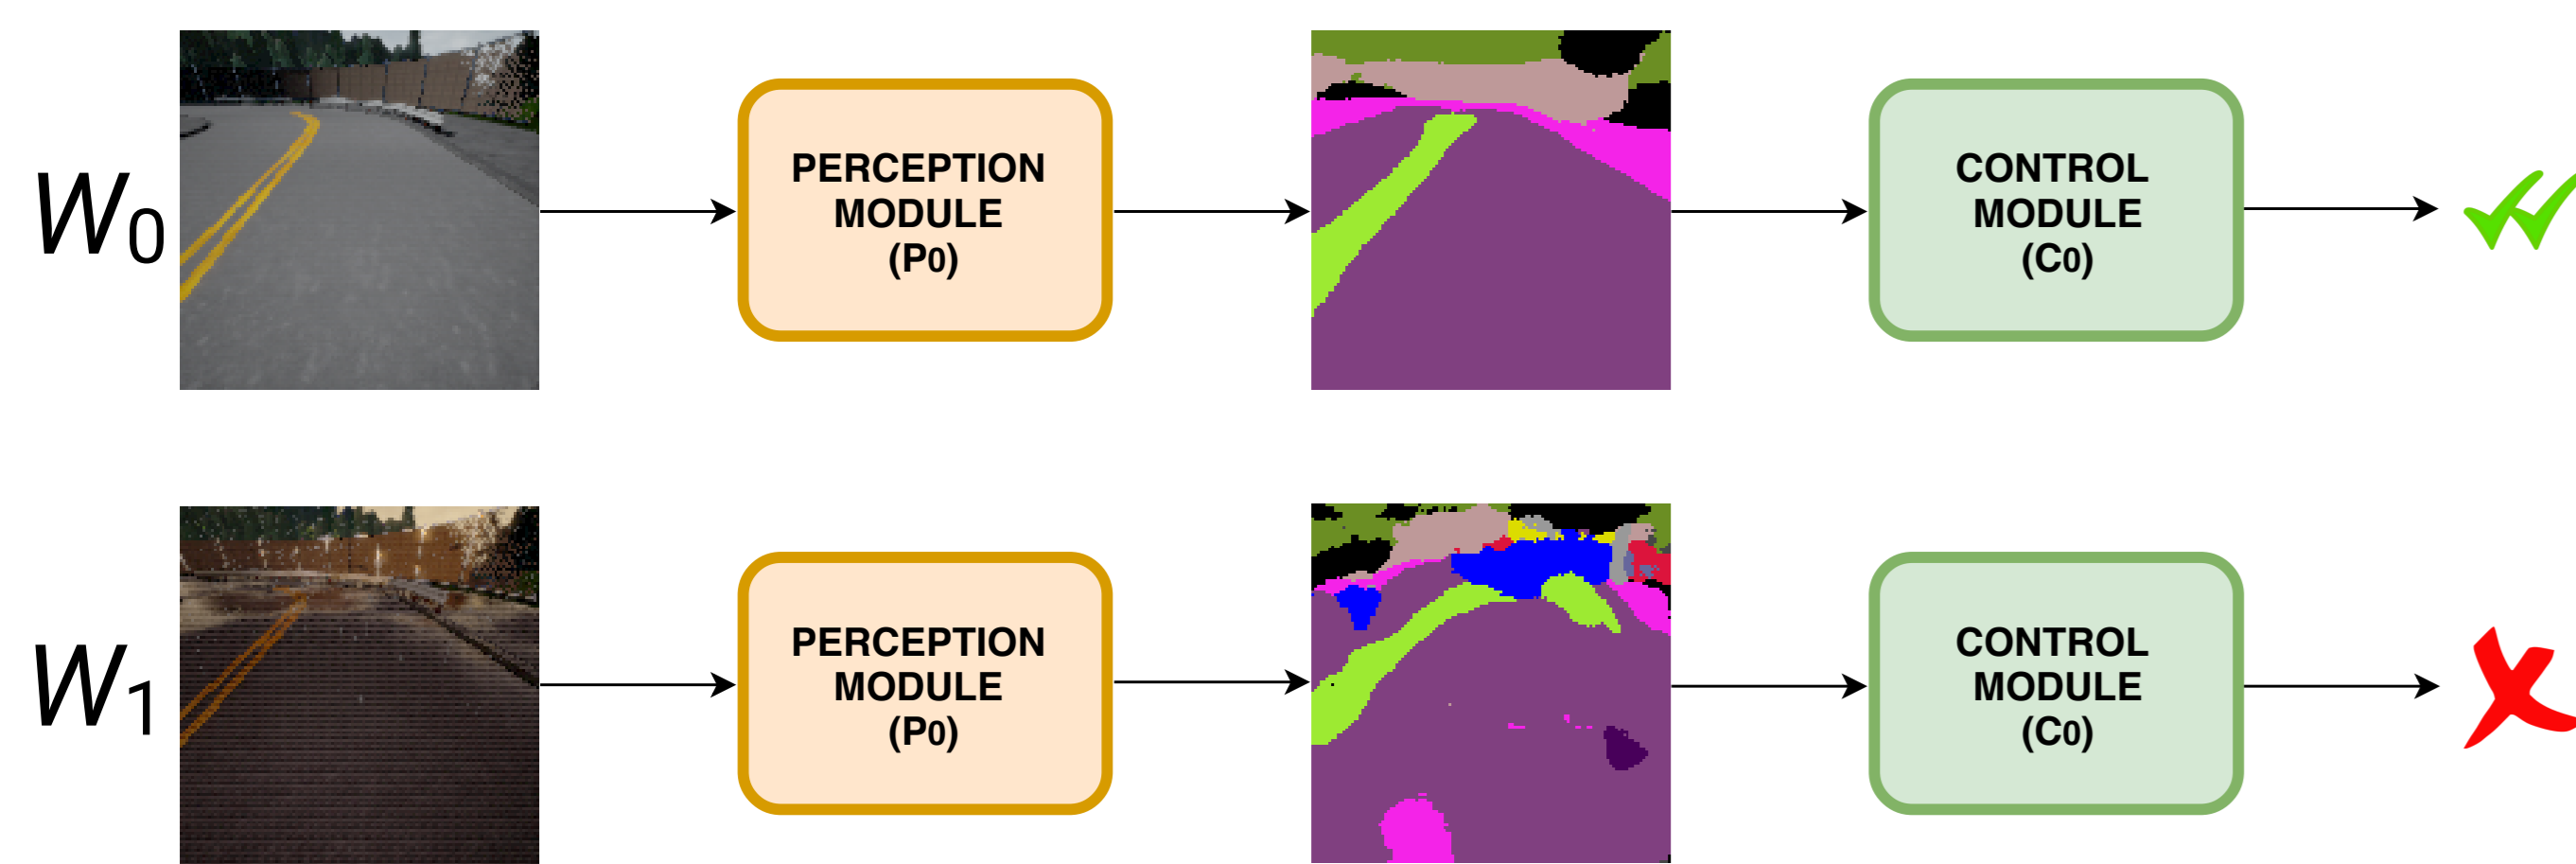 W0
PERCEPTION
MODULE
(P0)
CONTROL
MODULE
(C0)
W1
PERCEPTION
MODULE
(P0)
CONTROL
MODULE
(C0)